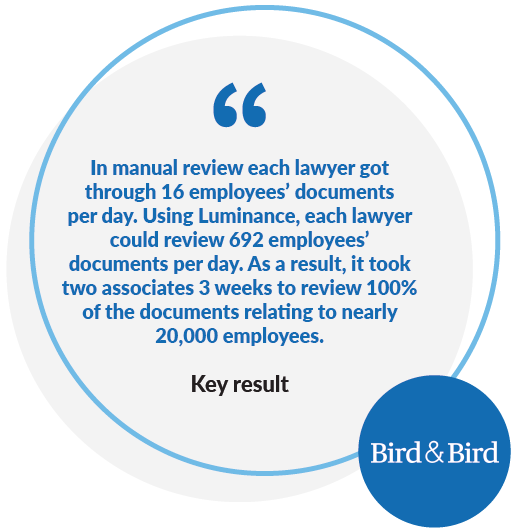 “
In manual review each lawyer got
through 16 employees’ documents
per day. Using Luminance, each lawyer
could review 692 employees’
documents per day. As a result, it took
two associates 3 weeks to review 100%
of the documents relating to nearly
20,000 employees.
Key result
Bird & Bird